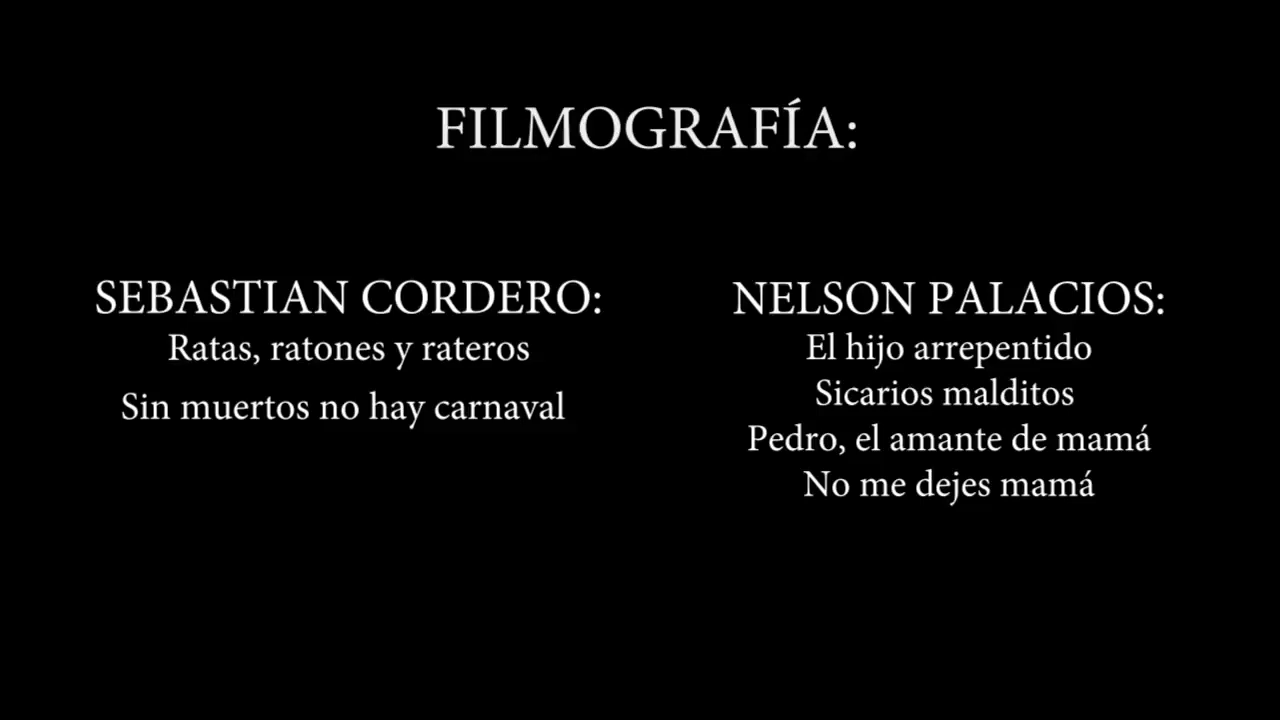 FILMOGRAFÍA:
SEBASTIAN CORDERO:
Ratas, ratones y rateros
Sin muertos no hay carnaval
NELSON PALACIOS:
El hijo arrepentido
Sicarios malditos
Pedro, el amante de mamá
No me dejes mamá